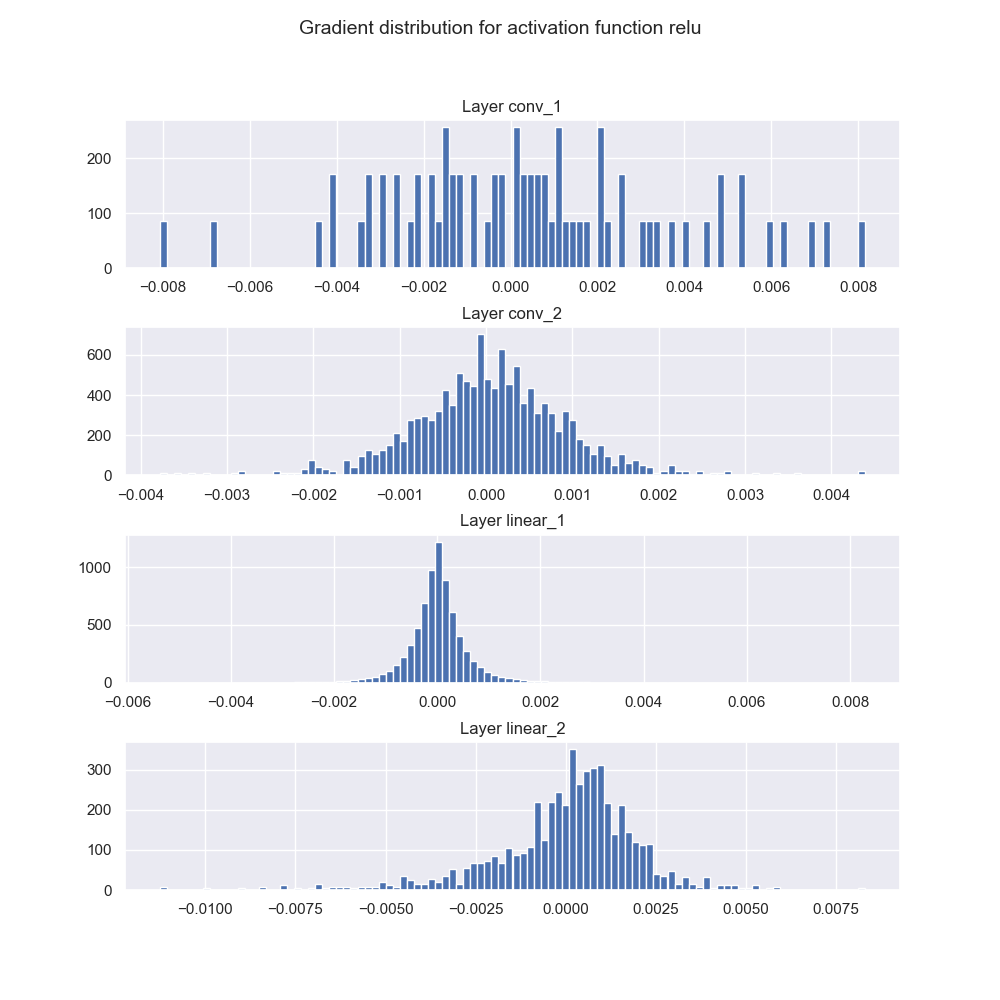 Gradient distribution for activation function relu
Layer conv_1
200
100
0
−0.008 −0.006 −0.004 −0.002 0.000 0.002 0.004 0.006 0.008
Layer conv_2
600
400
200
0
−0.004 −0.003 −0.002 −0.001 0.000 0.001 0.002 0.003 0.004
Layer linear_1
1000
500
0
−0.006 −0.004 −0.002 0.000 0.002 0.004 0.006 0.008
Layer linear_2
300
200
100
0
−0.0100 −0.0075 −0.0050 −0.0025 0.0000 0.0025 0.0050 0.0075